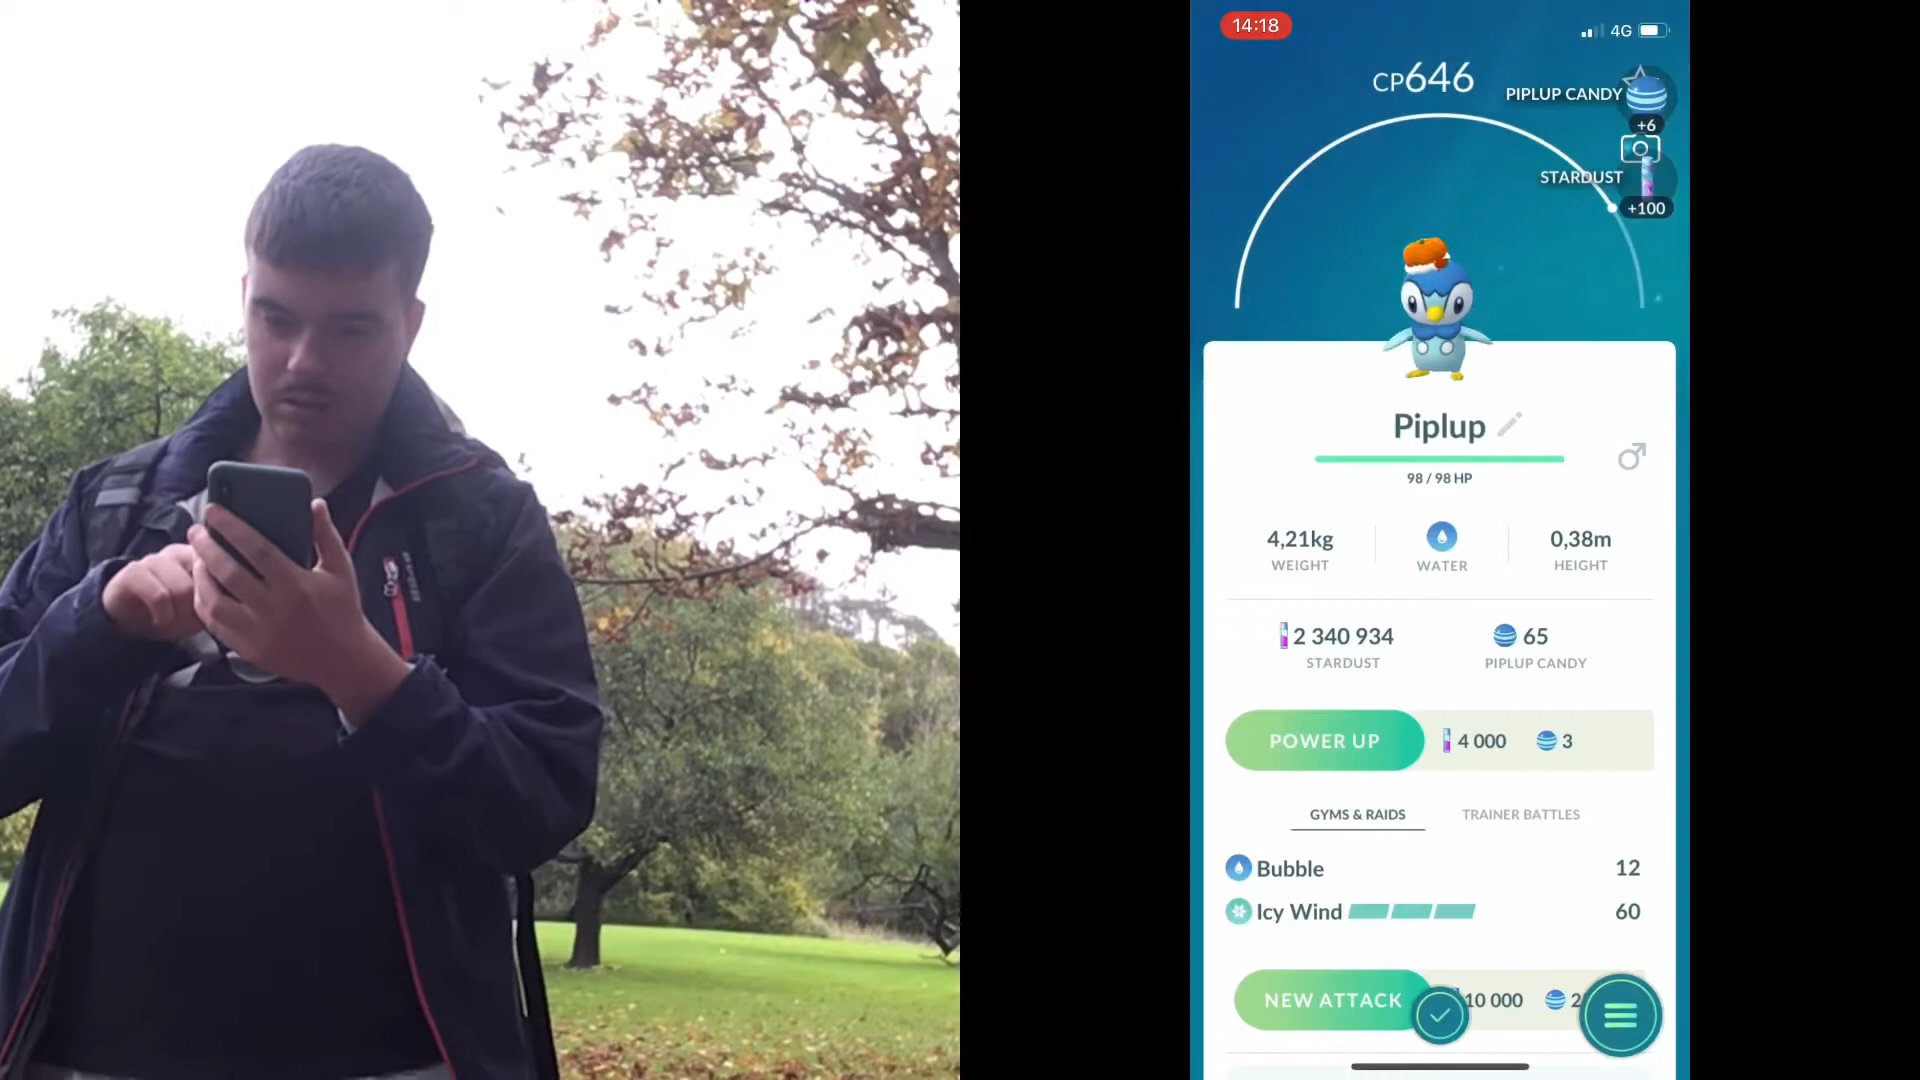 14:18
4G
CP646
PIPLUP CANDY
+6
STARDUST
+100
Piplup
98 / 98 HP
4,21kg
WEIGHT
WATER
0,38m
HEIGHT
2 340 934
STARDUST
65
PIPLUP CANDY
POWER UP
4 000
3
GYMS & RAIDS
TRAINER BATTLES
Bubble
12
Icy Wind
60
NEW ATTACK
10 000